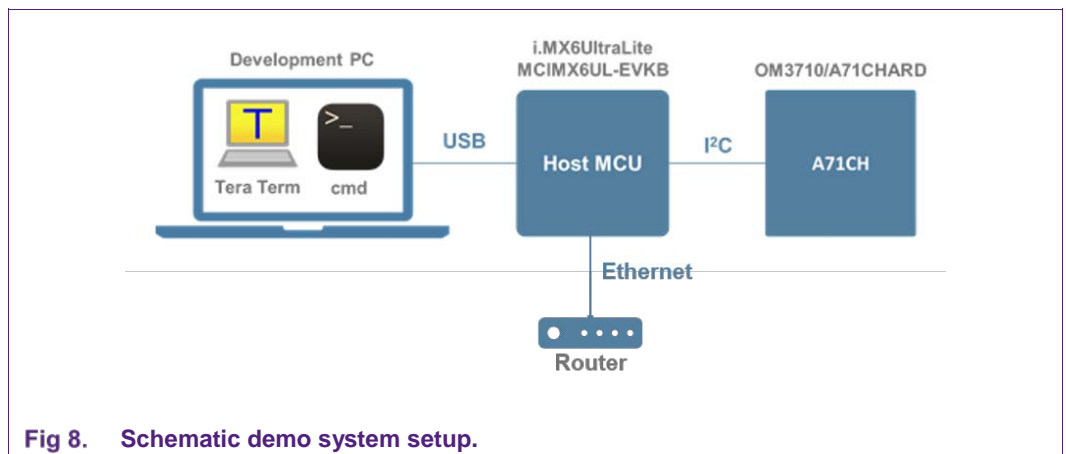 Development PC
i.MX6UltraLite
MCIMX6UL-EVKB
OM3710/A71CHARD
T
>_
Tera Term
cmd
USB
Host MCU
I²C
A71CH
Ethernet
Router
Fig 8. Schematic demo system setup.